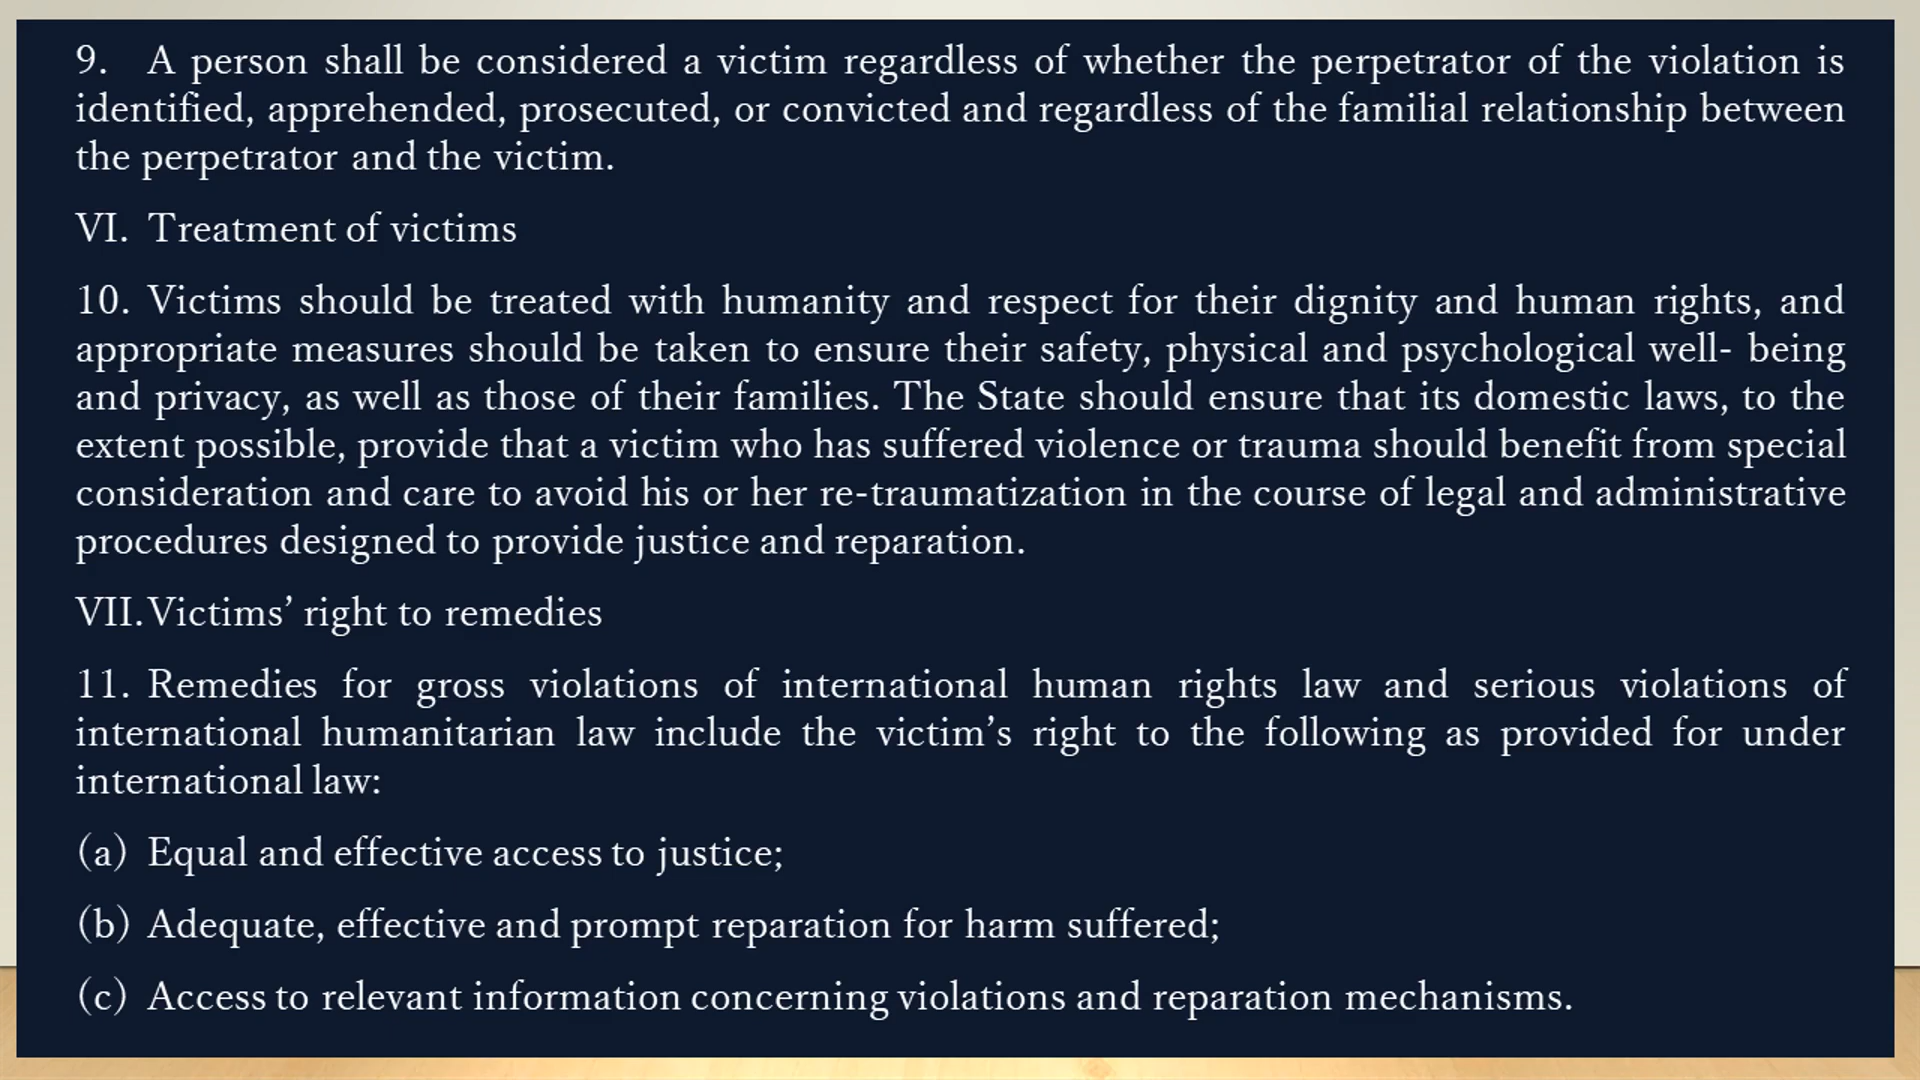 9. A person shall be considered a victim regardless of whether the perpetrator of the violation is
identified, apprehended, prosecuted, or convicted and regardless of the familial relationship between
the perpetrator and the victim.
VI. Treatment of victims
10. Victims should be treated with humanity and respect for their dignity and human rights, and
appropriate measures should be taken to ensure their safety, physical and psychological well- being
and privacy, as well as those of their families. The State should ensure that its domestic laws, to the
extent possible, provide that a victim who has suffered violence or trauma should benefit from special
consideration and care to avoid his or her re-traumatization in the course of legal and administrative
procedures designed to provide justice and reparation.
VII. Victims’ right to remedies
11. Remedies for gross violations of international human rights law and serious violations of
international humanitarian law include the victim’s right to the following as provided for under
international law:
(a) Equal and effective access to justice;
(b) Adequate, effective and prompt reparation for harm suffered;
(c) Access to relevant information concerning violations and reparation mechanisms.